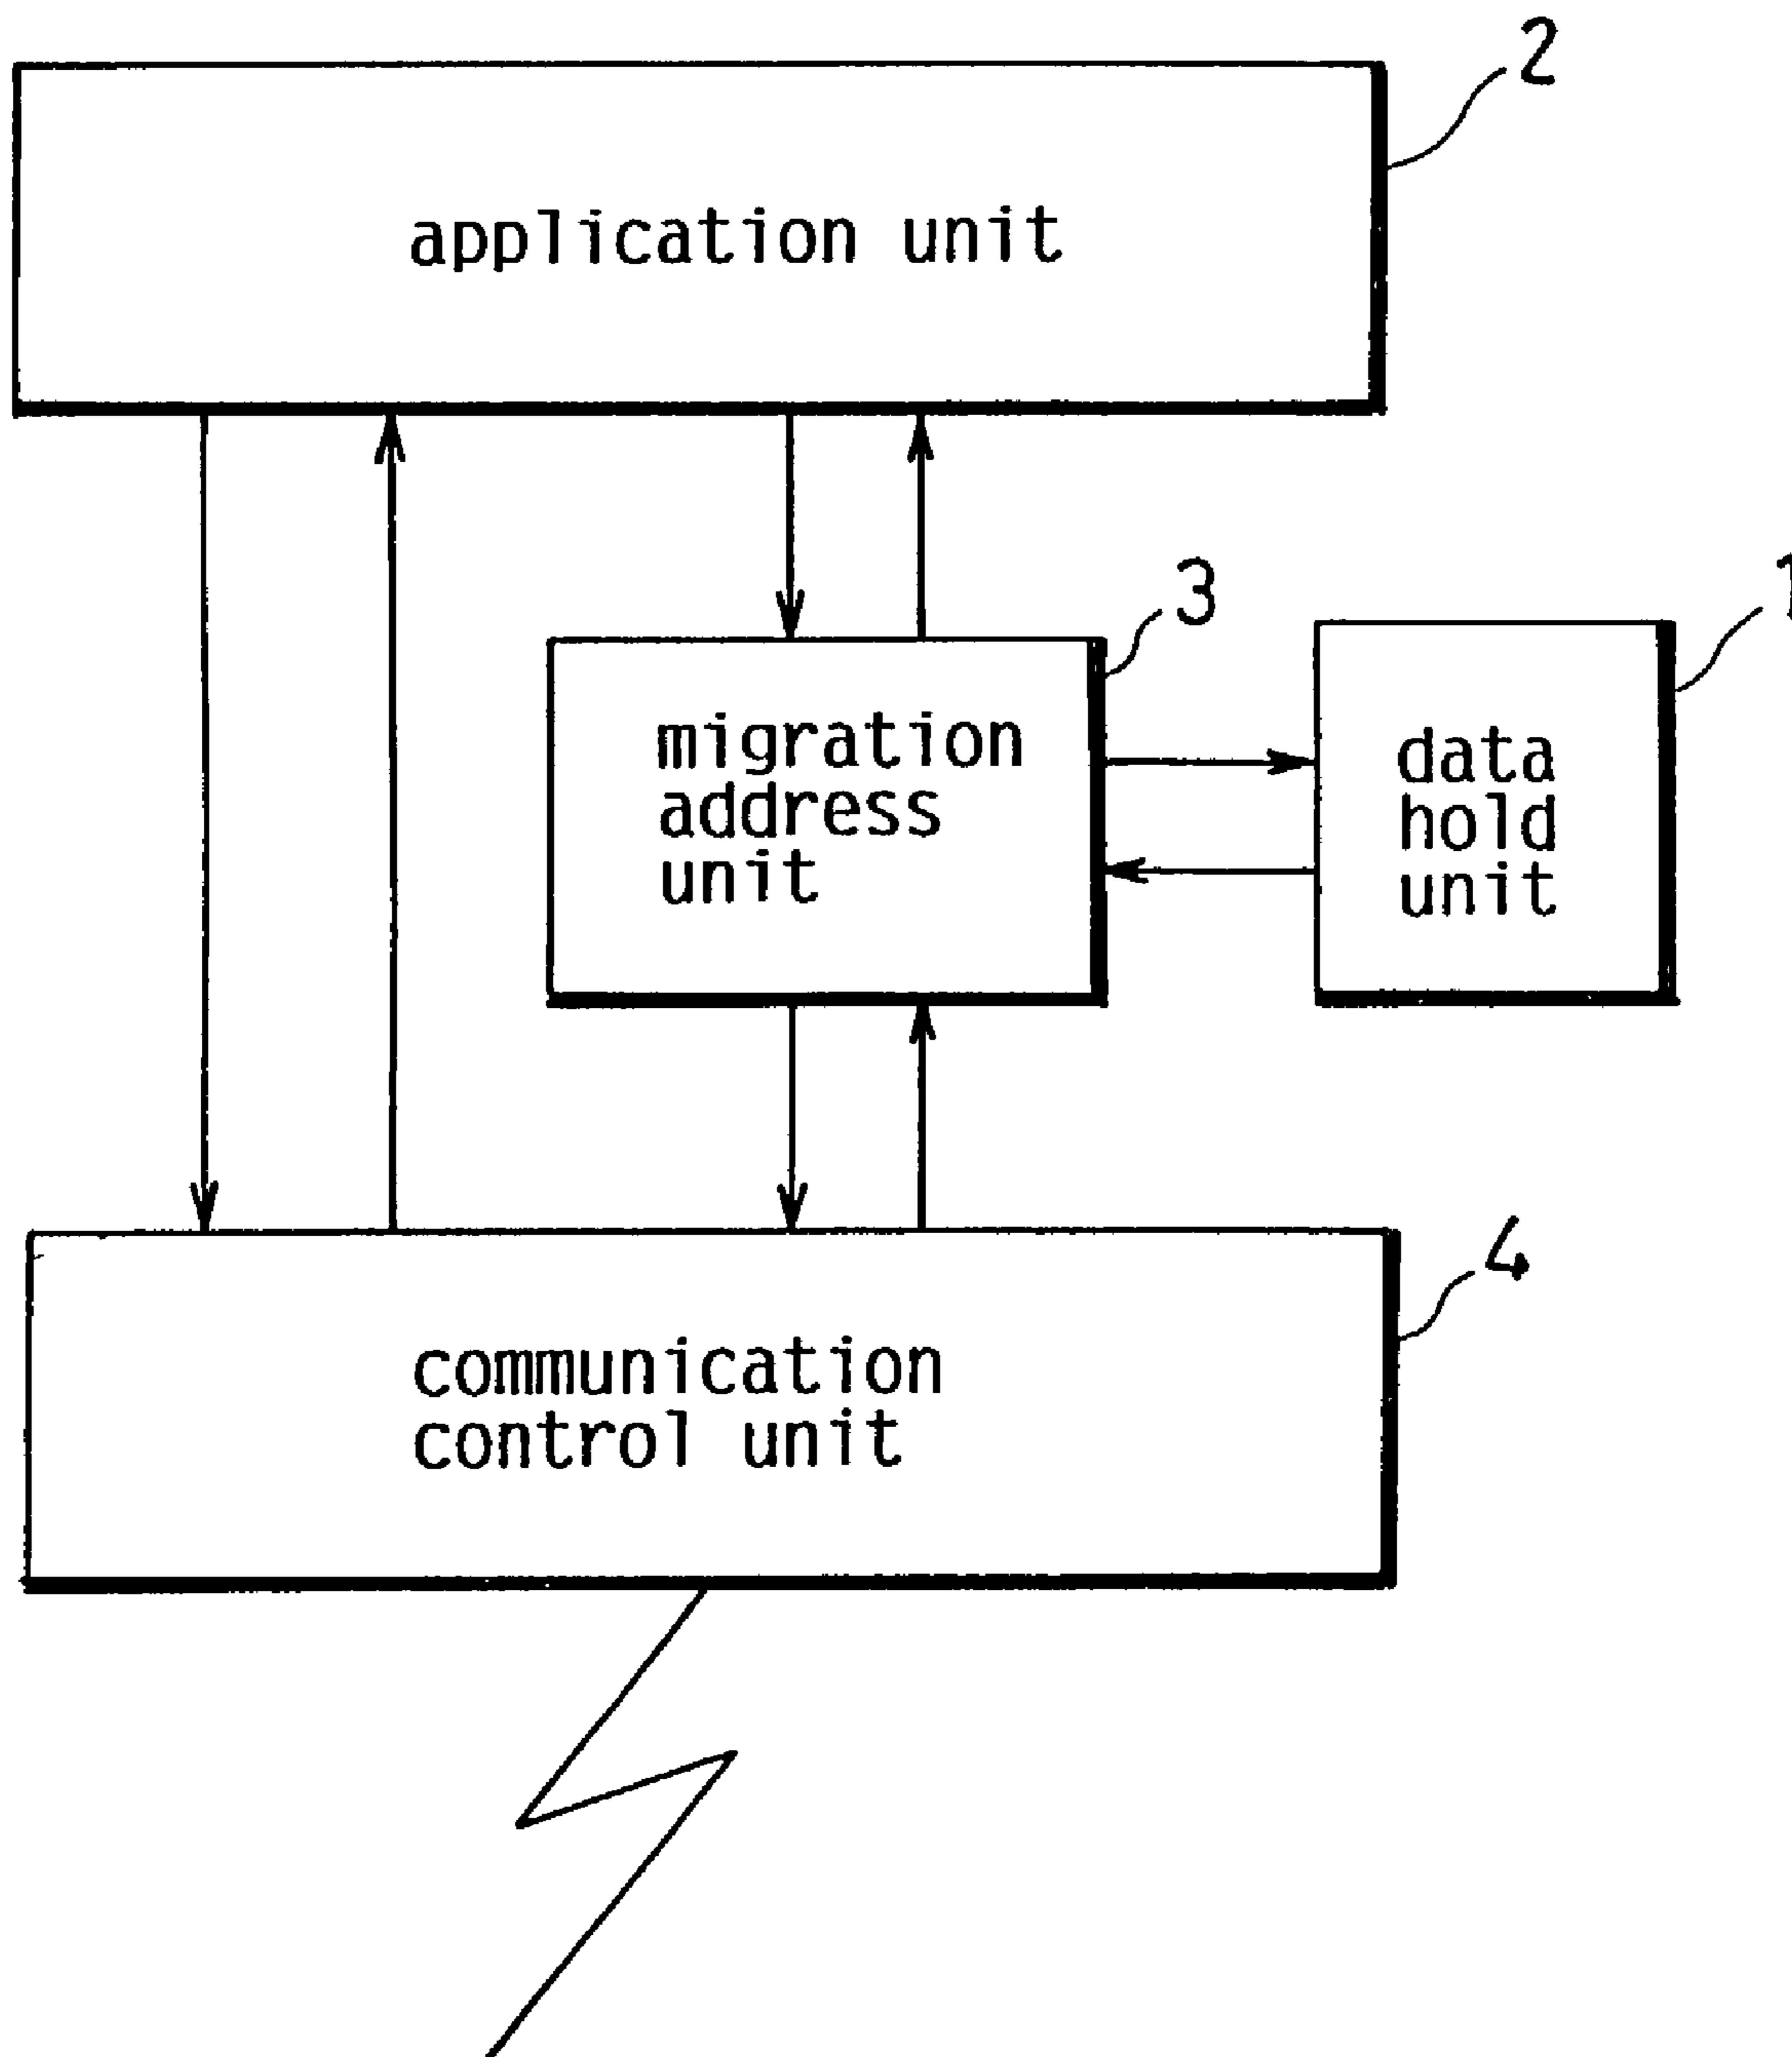 2
application unit
3
1
migration
address
unit
data
hold
unit
4
communication
control unit